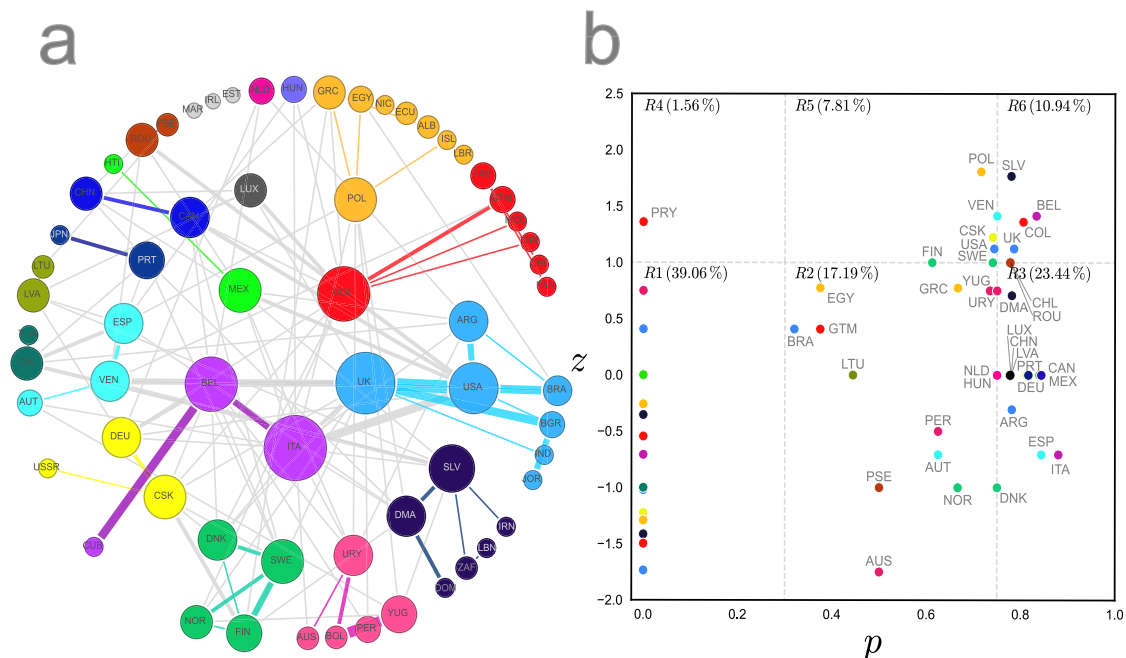 a
b
NLD
HUN
GRC
EGY
NIC
ECU
ALB
ISL
LBR
EST
IRL
MAR
ROU
PSE
HTI
CHN
CAN
LUX
POL
PRY
GTM
JPN
PRT
LTU
LVA
MEX
COL
ESP
VEN
AUT
ARG
UK
USA
BRA
BGR
IND
JOR
BEL
ITA
DEU
USSR
CSK
CUB
SLV
DMA
IRN
LBN
ZAF
DOM
DNK
SWE
NOR
FIN
URY
YUG
AUS
BOL
PER
R4 (1.56 %)
R5 (7.81 %)
R6 (10.94 %)
R1 (39.06 %)
R2 (17.19 %)
R3 (23.44 %)
2.5
2.0
1.5
1.0
0.5
0.0
−0.5
−1.0
−1.5
−2.0
z
POL
SLV
PRY
VEN
BEL
COL
CSK
UK
USA
FIN
SWE
GRC
YUG
URY
DMA
CHL
ROU
EGY
BRA
GTM
LUX
CHN
LVA
PRT
LTU
NLD
HUN
DEU
CAN
MEX
ARG
PER
AUT
ESP
ITA
PSE
NOR
DNK
AUS
0.0
0.2
0.4
0.6
0.8
1.0
p